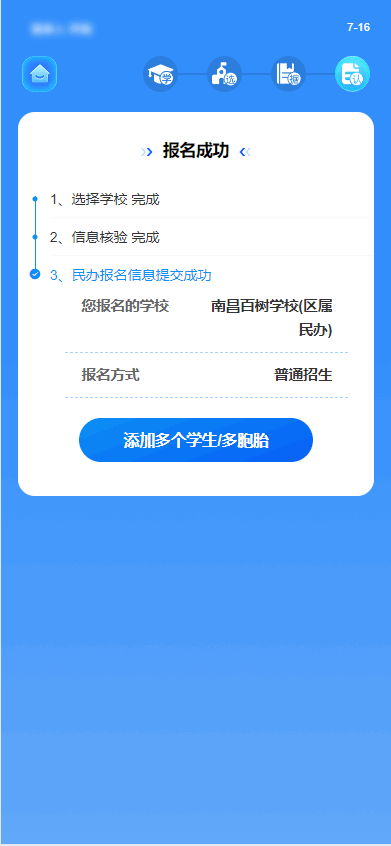 7-16
学
选
报
认
报名成功
1、选择学校 完成
2、信息核验 完成
3、民办报名信息提交成功
您报名的学校
南昌百树学校(区属
民办)
报名方式
普通招生
添加多个学生/多胞胎